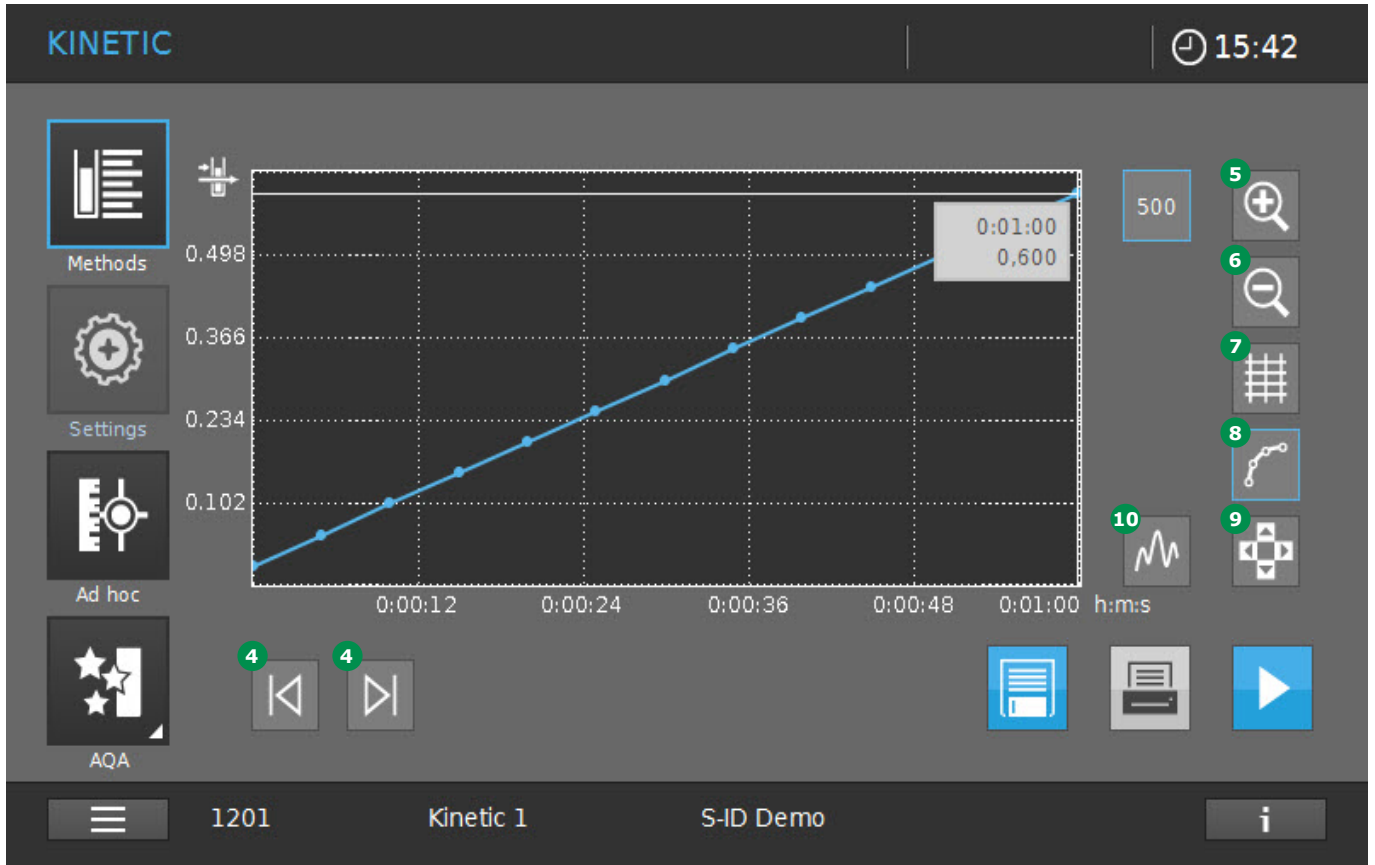 KINETIC
15:42
Methods
Settings
Ad hoc
AQA
0.498
0.366
0.234
0.102
0:01:00
0,600
0:00:12 0:00:24 0:00:36 0:00:48 0:01:00 h:m:s
500
5
6
7
8
10
9
4 4
1201 Kinetic 1 S-ID Demo i